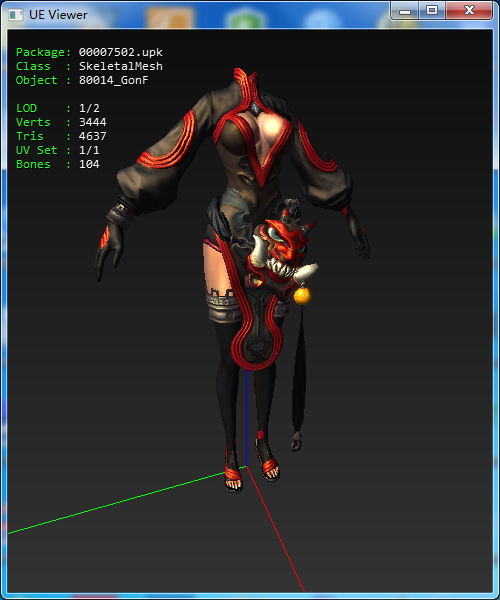 UE Viewer
Package: 00007502.upk
Class : SkeletalMesh
Object : 80014_GonF
LOD : 1/2
Verts : 3444
Tris : 4637
UV Set : 1/1
Bones : 104